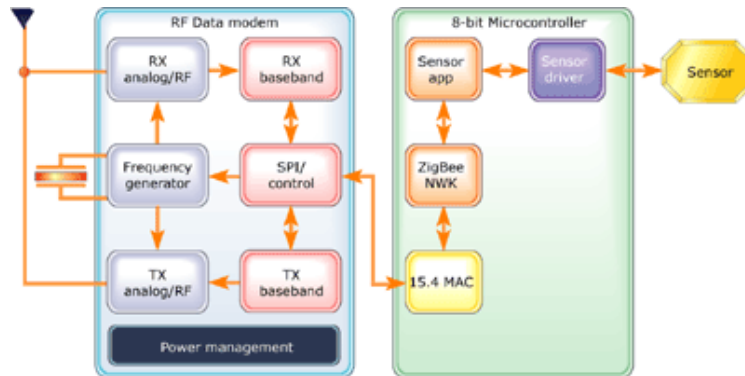 RF Data modem
RX
analog/RF
RX
baseband
Frequency
generator
SPI/
control
TX
analog/RF
TX
baseband
Power management
8-bit Microcontroller
Sensor
app
Sensor
driver
ZigBee
NWK
15.4 MAC
Sensor